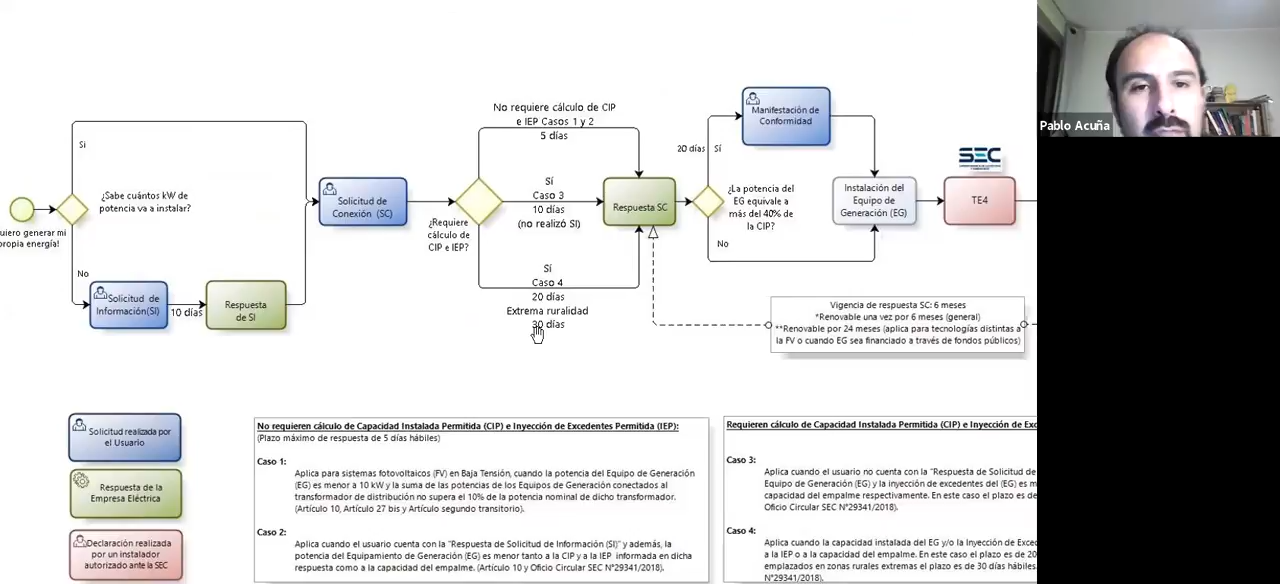 No requiere cálculo de CIP
e IEP Casos 1 y 2
5 días
Pablo Acuña
Manifestación de
Conformidad
20 días
Sí
Si
¿Sabe cuántos kW de
potencia va a instalar?
Solicitud de
Conexión (SC)
Sí
Caso 3
10 días
(no realizó SI)
Respuesta SC
¿La potencia del
EG equivale a
más del 40% de
la CIP?
Instalación del
Equipo de
Generación (EG)
SEC
TE4
uiero generar mi
propia energía!
¿Requiere
cálculo de
CIP e IEP?
No
No
Solicitud de
Información(SI)
10 días
Respuesta
de SI
Sí
Caso 4
20 días
Extrema ruralidad
30 días
Vigencia de respuesta SC: 6 meses
*Renovable una vez por 6 meses (general)
**Renovable por 24 meses (aplica para tecnologías distintas a
la FV o cuando EG sea financiado a través de fondos públicos)
Solicitud realizada por
el Usuario
Respuesta de la
Empresa Eléctrica
Declaración realizada
por un instalador
autorizado ante la SEC
No requieren cálculo de Capacidad Instalada Permitida (CIP) e Inyección de Excedentes Permitida (IEP):
(Plazo máximo de respuesta de 5 días hábiles)
Caso 1:
Aplica para sistemas fotovoltaicos (FV) en Baja Tensión, cuando la potencia del Equipo de Generación
(EG) es menor a 10 kW y la suma de las potencias de los Equipos de Generación conectados al
transformador de distribución no supera el 10% de la potencia nominal de dicho transformador.
(Artículo 10, Artículo 27 bis y Artículo segundo transitorio).
Caso 2:
Aplica cuando el usuario cuenta con la "Respuesta de Solicitud de Información (SI)" y además, la
potencia del Equipamiento de Generación (EG) es menor tanto a la CIP y a la IEP informada en dicha
respuesta como a la capacidad del empalme. (Artículo 10 y Oficio Circular SEC N°29341/2018).
Requieren cálculo de Capacidad Instalada Permitida (CIP) e Inyección de Exc
Caso 3:
Aplica cuando el usuario no cuenta con la "Respuesta de Solicitud de
Equipo de Generación (EG) y la inyección de excedentes del (EG) es m
capacidad del empalme respectivamente. En este caso el plazo es de
Oficio Circular SEC N°29341/2018).
Caso 4:
Aplica cuando la capacidad instalada del EG y/o la Inyección de Exce
a la IEP o a la capacidad del empalme. En este caso el plazo es de 20
emplazados en zonas rurales extremas el plazo es de 30 días hábiles.
N°29341/2018).